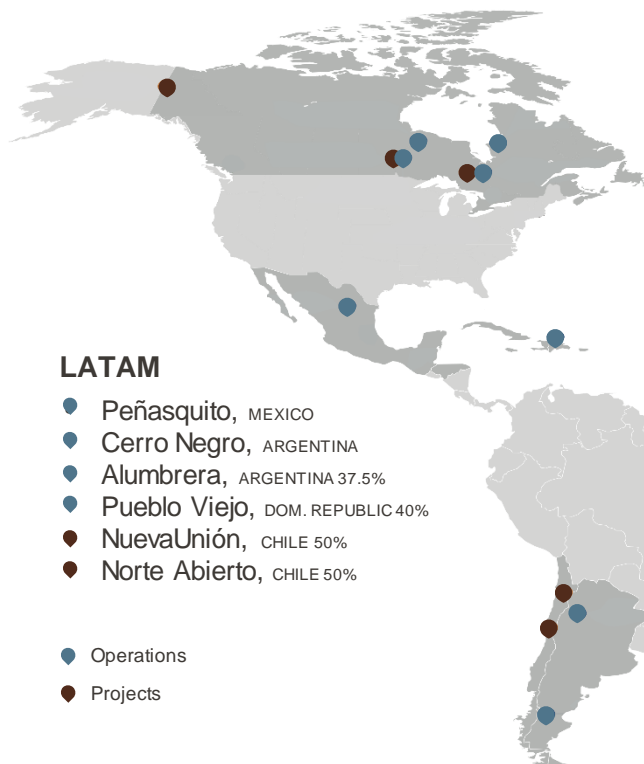 LATAM
Peñasquito, MEXICO
Cerro Negro, ARGENTINA
Alumbrera, ARGENTINA 37.5%
Pueblo Viejo, DOM. REPUBLIC 40%
NuevaUnión, CHILE 50%
Norte Abierto, CHILE 50%
Operations
Projects